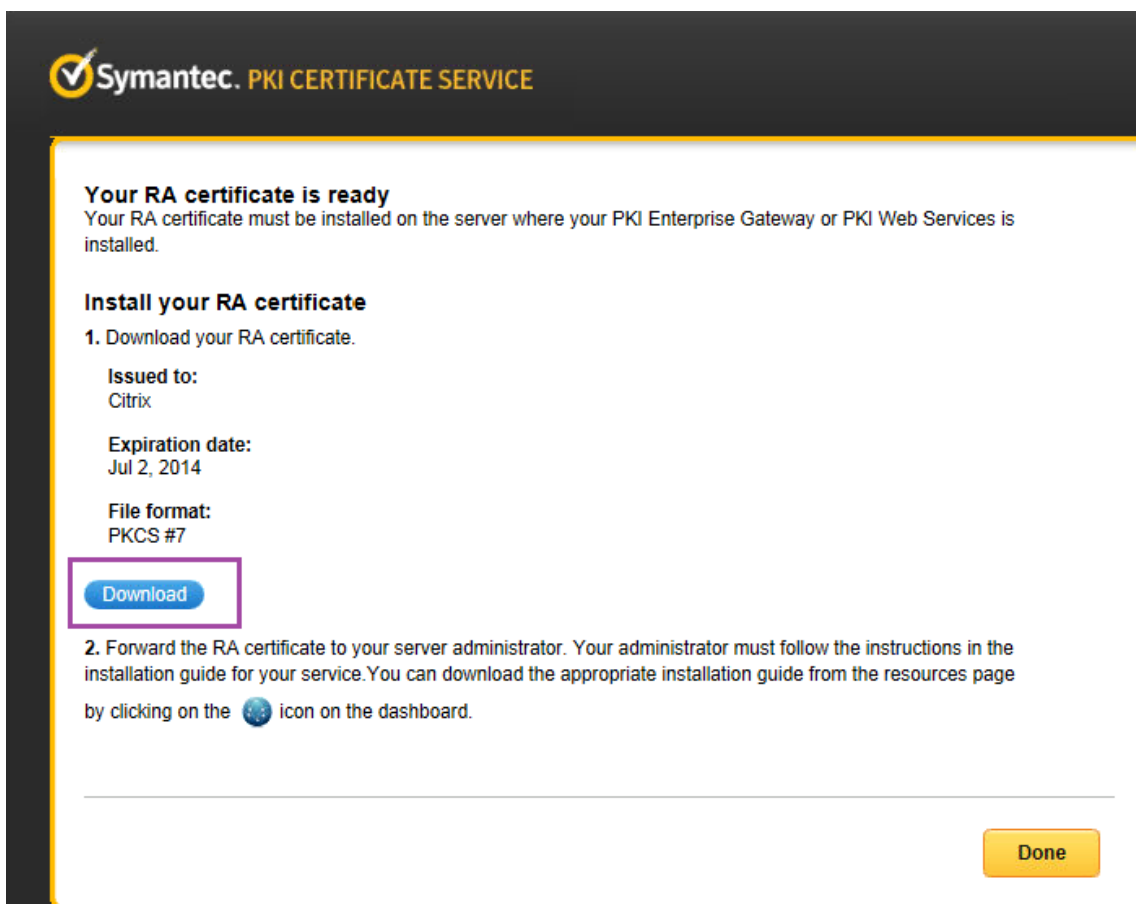 Symantec. PKI CERTIFICATE SERVICE
Your RA certificate is ready
Your RA certificate must be installed on the server where your PKI Enterprise Gateway or PKI Web Services is
installed.
Install your RA certificate
1. Download your RA certificate.
Issued to:
Citrix
Expiration date:
Jul 2, 2014
File format:
PKCS #7
Download
2. Forward the RA certificate to your server administrator. Your administrator must follow the instructions in the
installation guide for your service.You can download the appropriate installation guide from the resources page
by clicking on the icon on the dashboard.
Done